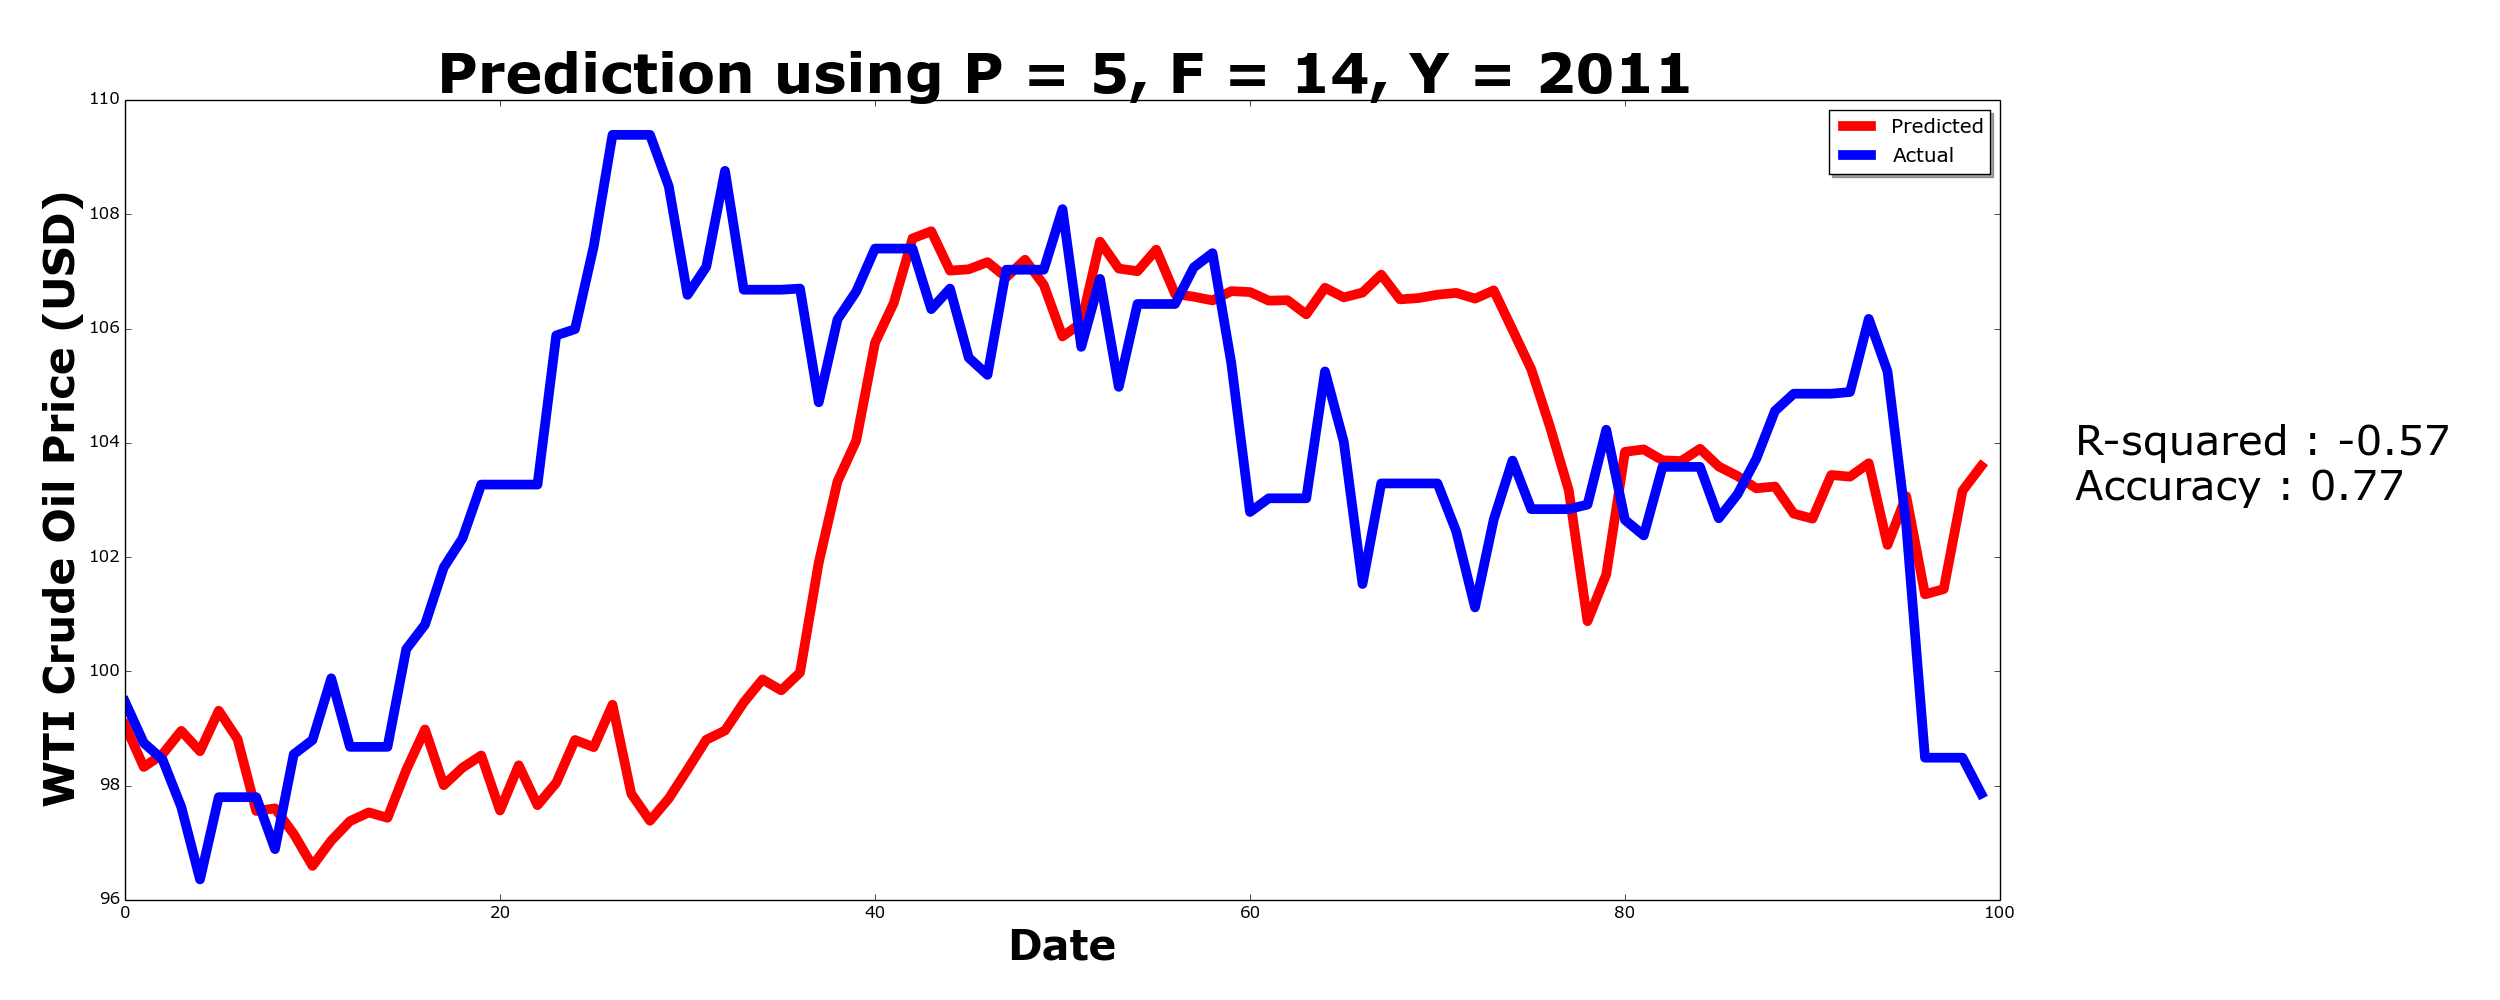 Prediction using P = 5, F = 14, Y = 2011
WTI Crude Oil Price (USD)
110
108
106
104
102
100
98
96
Predicted
Actual
R-squared : -0.57
Accuracy : 0.77
0 20 40 60 80 100
Date